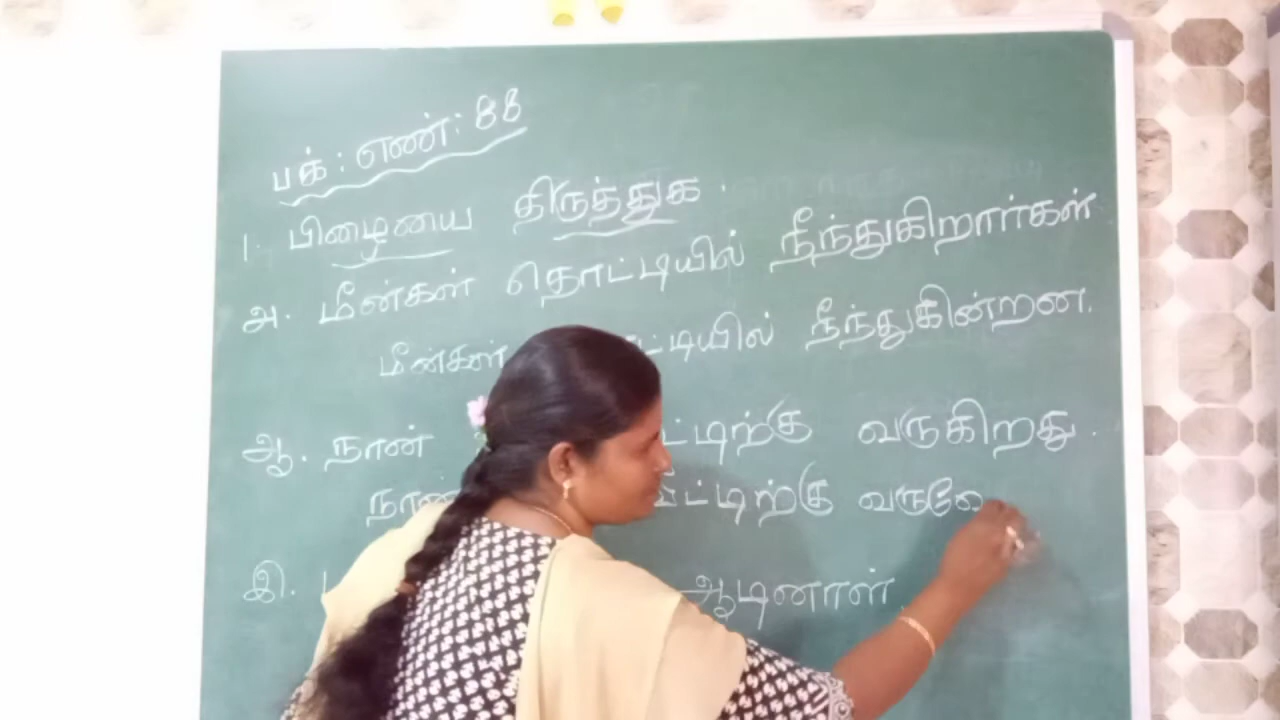 பக் : எண் : 88
1. பிழையை திருத்துக .
அ. மீன்கள் தொட்டியில் நீந்துகிறார்கள்
மீன்கள் நீந்துகின்றன.
ஆ. நான் வருகிறது .
வருவே
இ. ஆடினாள்.